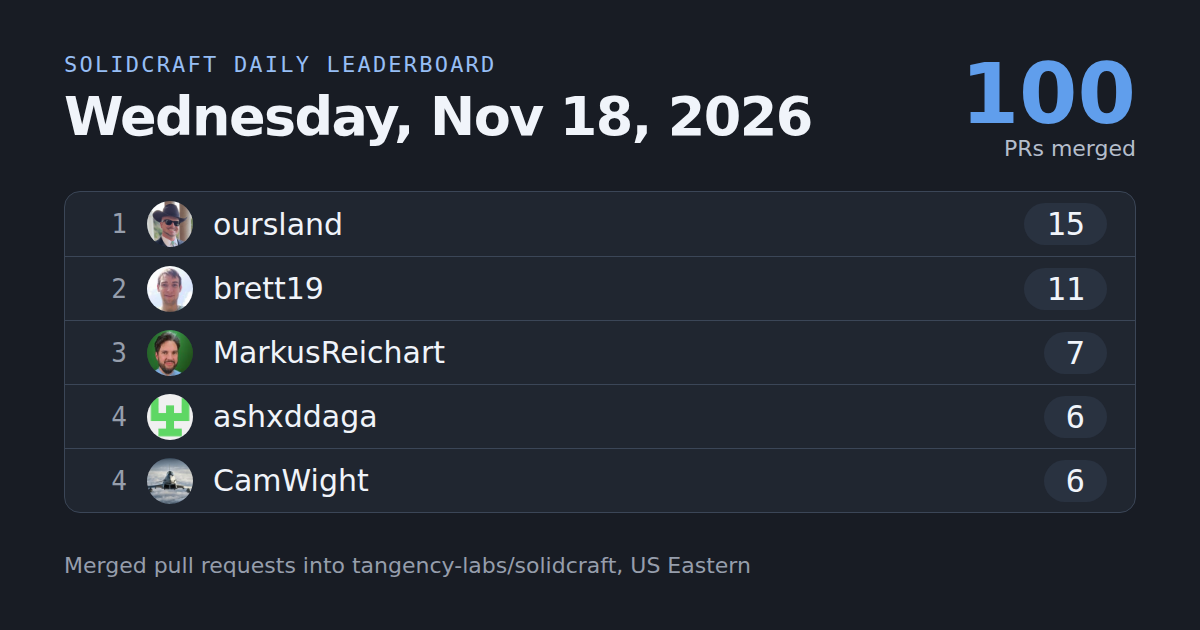 SOLIDCRAFT DAILY LEADERBOARD
Wednesday, Nov 18, 2026
100
PRs merged
1 oursland 15
2 brett19 11
3 MarkusReichart 7
4 ashxddaga 6
4 CamWight 6
Merged pull requests into tangency-labs/solidcraft, US Eastern